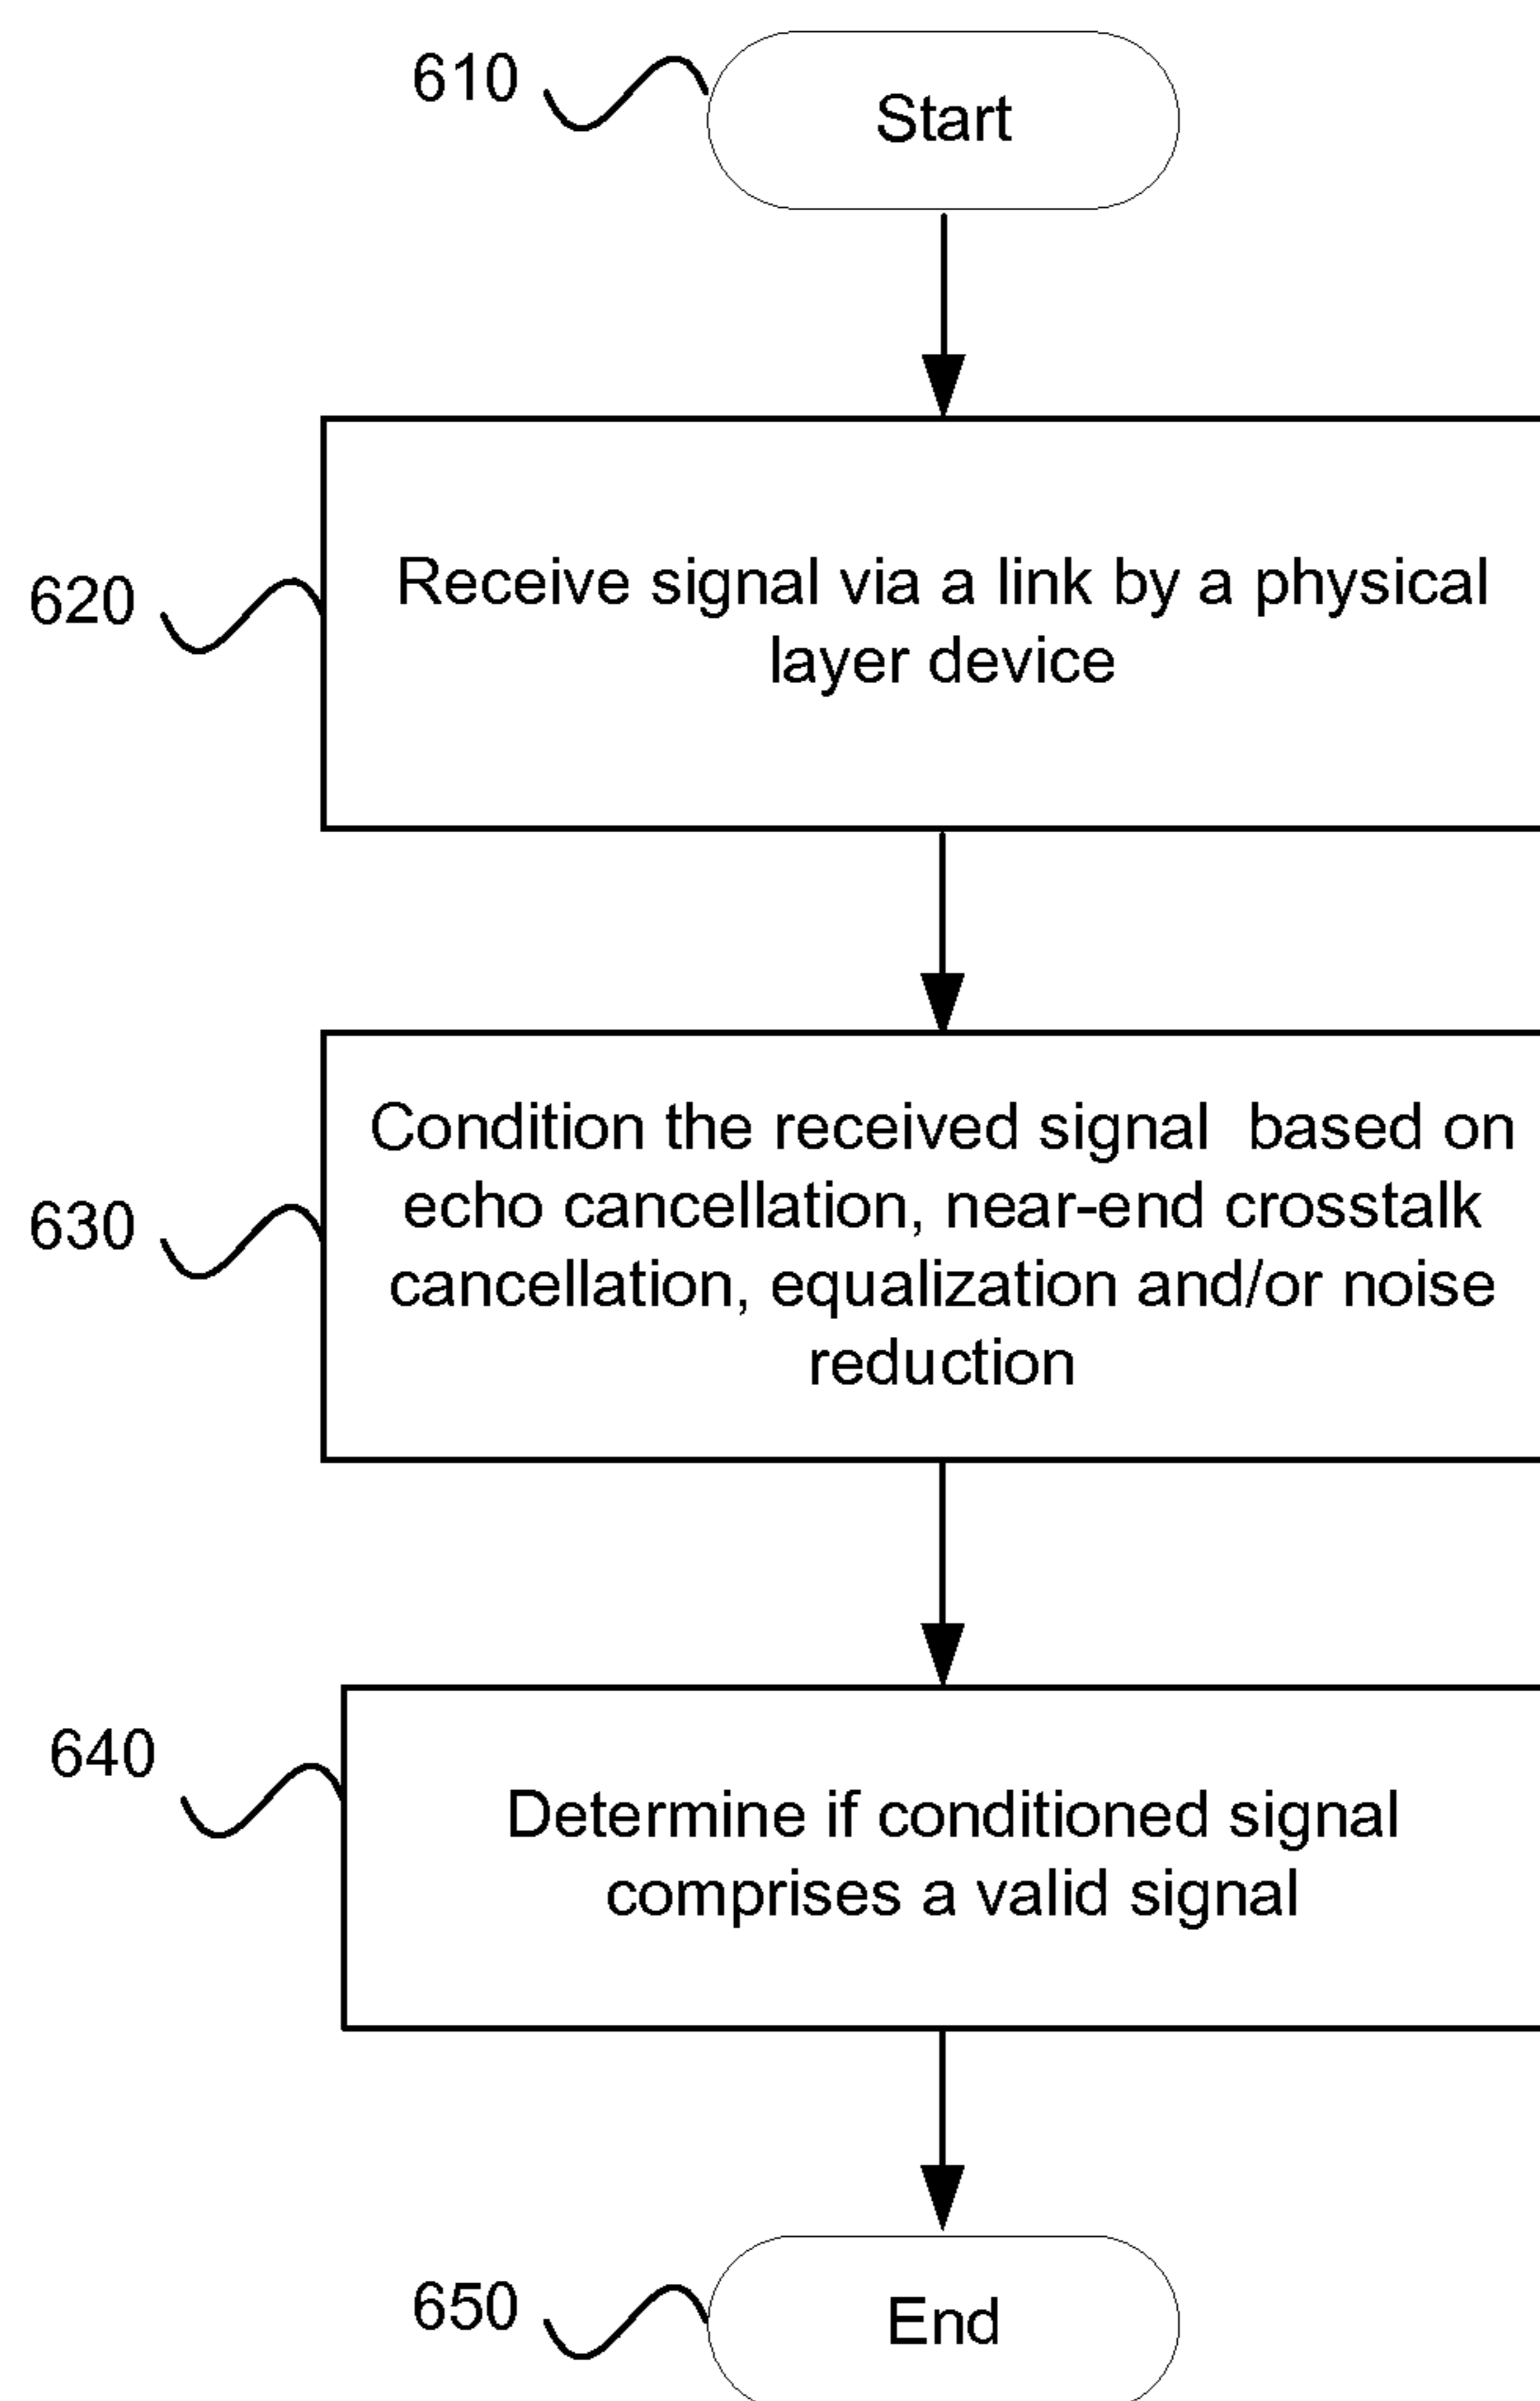 610
Start
620
Receive signal via a link by a physical
layer device
630
Condition the received signal based on
echo cancellation, near-end crosstalk
cancellation, equalization and/or noise
reduction
640
Determine if conditioned signal
comprises a valid signal
650
End